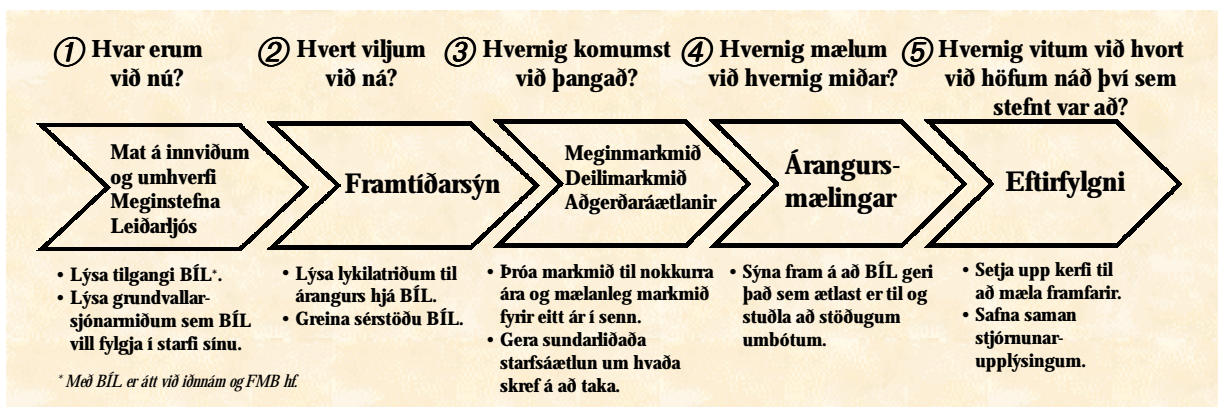 ① Hvar erum
við nú?
② Hvert viljum
við ná?
③ Hvernig komumst
við þangað?
④ Hvernig mælum
við hvernig miðar?
⑤ Hvernig vitum við hvort
við höfum náð því sem
stefnt var að?
Mat á innviðum
og umhverfi
Meginstefna
Leiðarljós
Framtíðarsýn
Meginmarkmið
Deilimarkmið
Aðgerðaráætlanir
Árangurs-
mælingar
Eftirfylgni
• Lýsa tilgangi BÍL*.
• Lýsa grundvallar-
sjónarmiðum sem BÍL
vill fylgja í starfi sínu.
• Lýsa lykilatriðum til
árangurs hjá BÍL.
• Greina sérstöðu BÍL.
• Þróa markmið til nokkurra
ára og mælanleg markmið
fyrir eitt ár í senn.
• Gera sundarliðaða
starfsáætlun um hvaða
skref á að taka.
• Sýna fram á að BÍL geri
það sem ætlast er til og
stuðla að stöðugum
umbótum.
• Setja upp kerfi til
að mæla framfarir.
• Safna saman
stjórnunar-
upplýsingum.
* Með BÍL er átt við iðnnám og FMB hf.